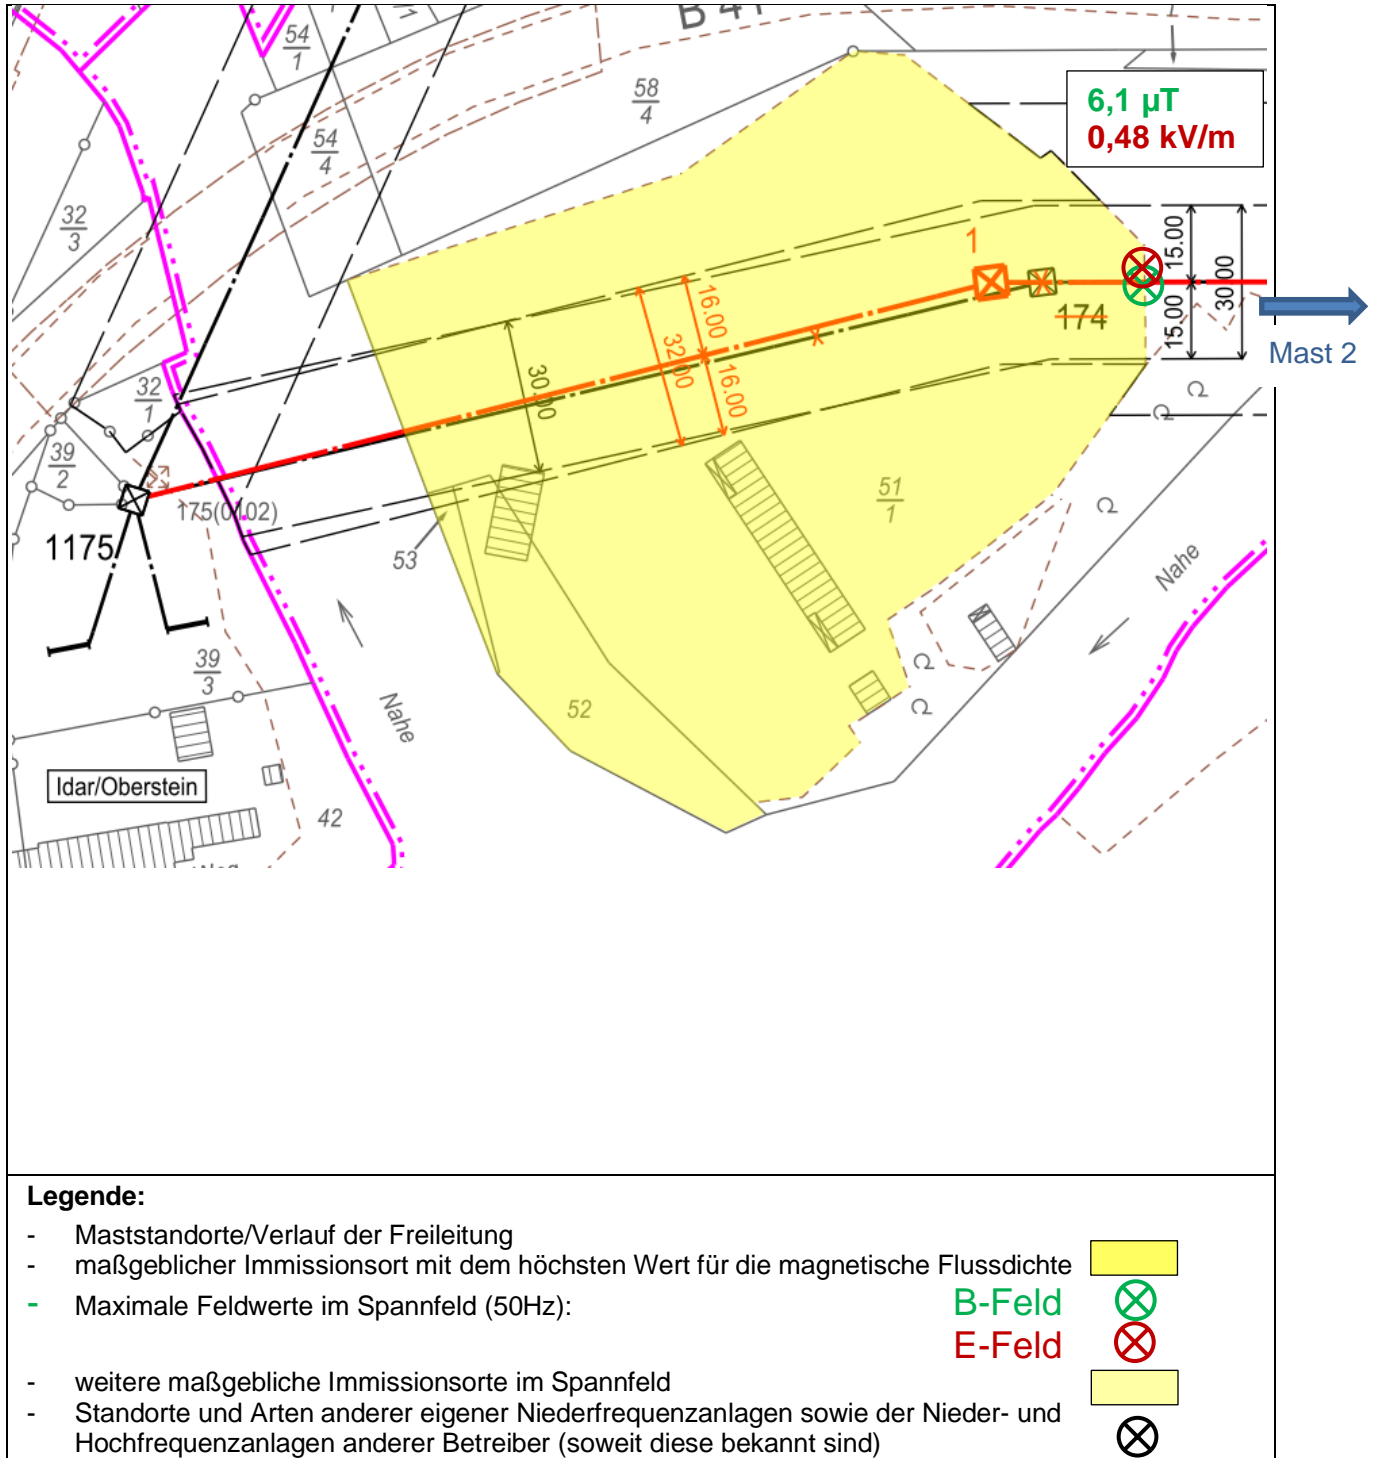 B 41
54
1
54
4
58
4
6,1 µT
0,48 kV/m
32
3
1
15.00
15.00
30.00
174
Mast 2
16.00
32.00
16.00
30.00
32
1
39
2
175(0102)
1175
53
51
1
Nahe
39
3
Nahe
52
Idar/Oberstein
42
Legende:
- Maststandorte/Verlauf der Freileitung
- maßgeblicher Immissionsort mit dem höchsten Wert für die magnetische Flussdichte
- Maximale Feldwerte im Spannfeld (50Hz): B-Feld
E-Feld
- weitere maßgebliche Immissionsorte im Spannfeld
- Standorte und Arten anderer eigener Niederfrequenzanlagen sowie der Nieder- und
Hochfrequenzanlagen anderer Betreiber (soweit diese bekannt sind)